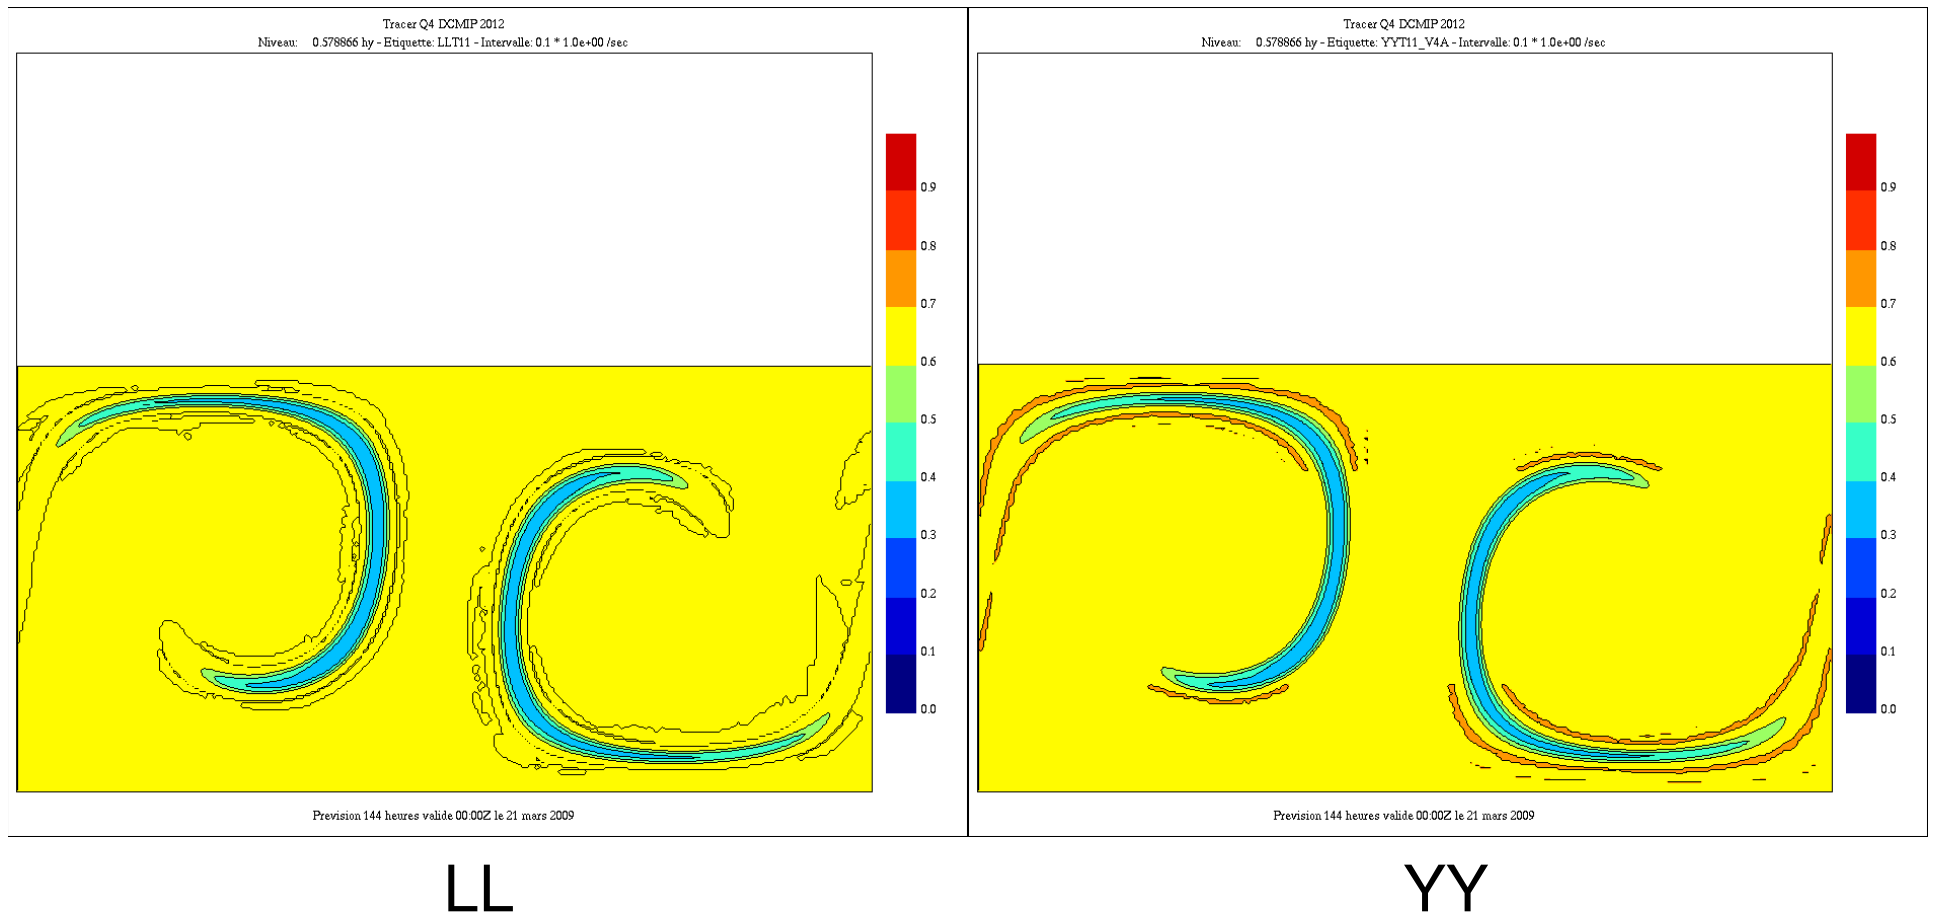 Tracer Q4 DCMIP 2012
Niveau: 0.578866 hy - Etiquette: LLT11 - Intervalle: 0.1 * 1.0e+00 /sec
0.9
0.8
0.7
0.6
0.5
0.4
0.3
0.2
0.1
0.0
Prevision 144 heures valide 00:00Z le 21 mars 2009
LL
Tracer Q4 DCMIP 2012
Niveau: 0.578866 hy - Etiquette: YYT11_V4A - Intervalle: 0.1 * 1.0e+00 /sec
0.9
0.8
0.7
0.6
0.5
0.4
0.3
0.2
0.1
0.0
Prevision 144 heures valide 00:00Z le 21 mars 2009
YY